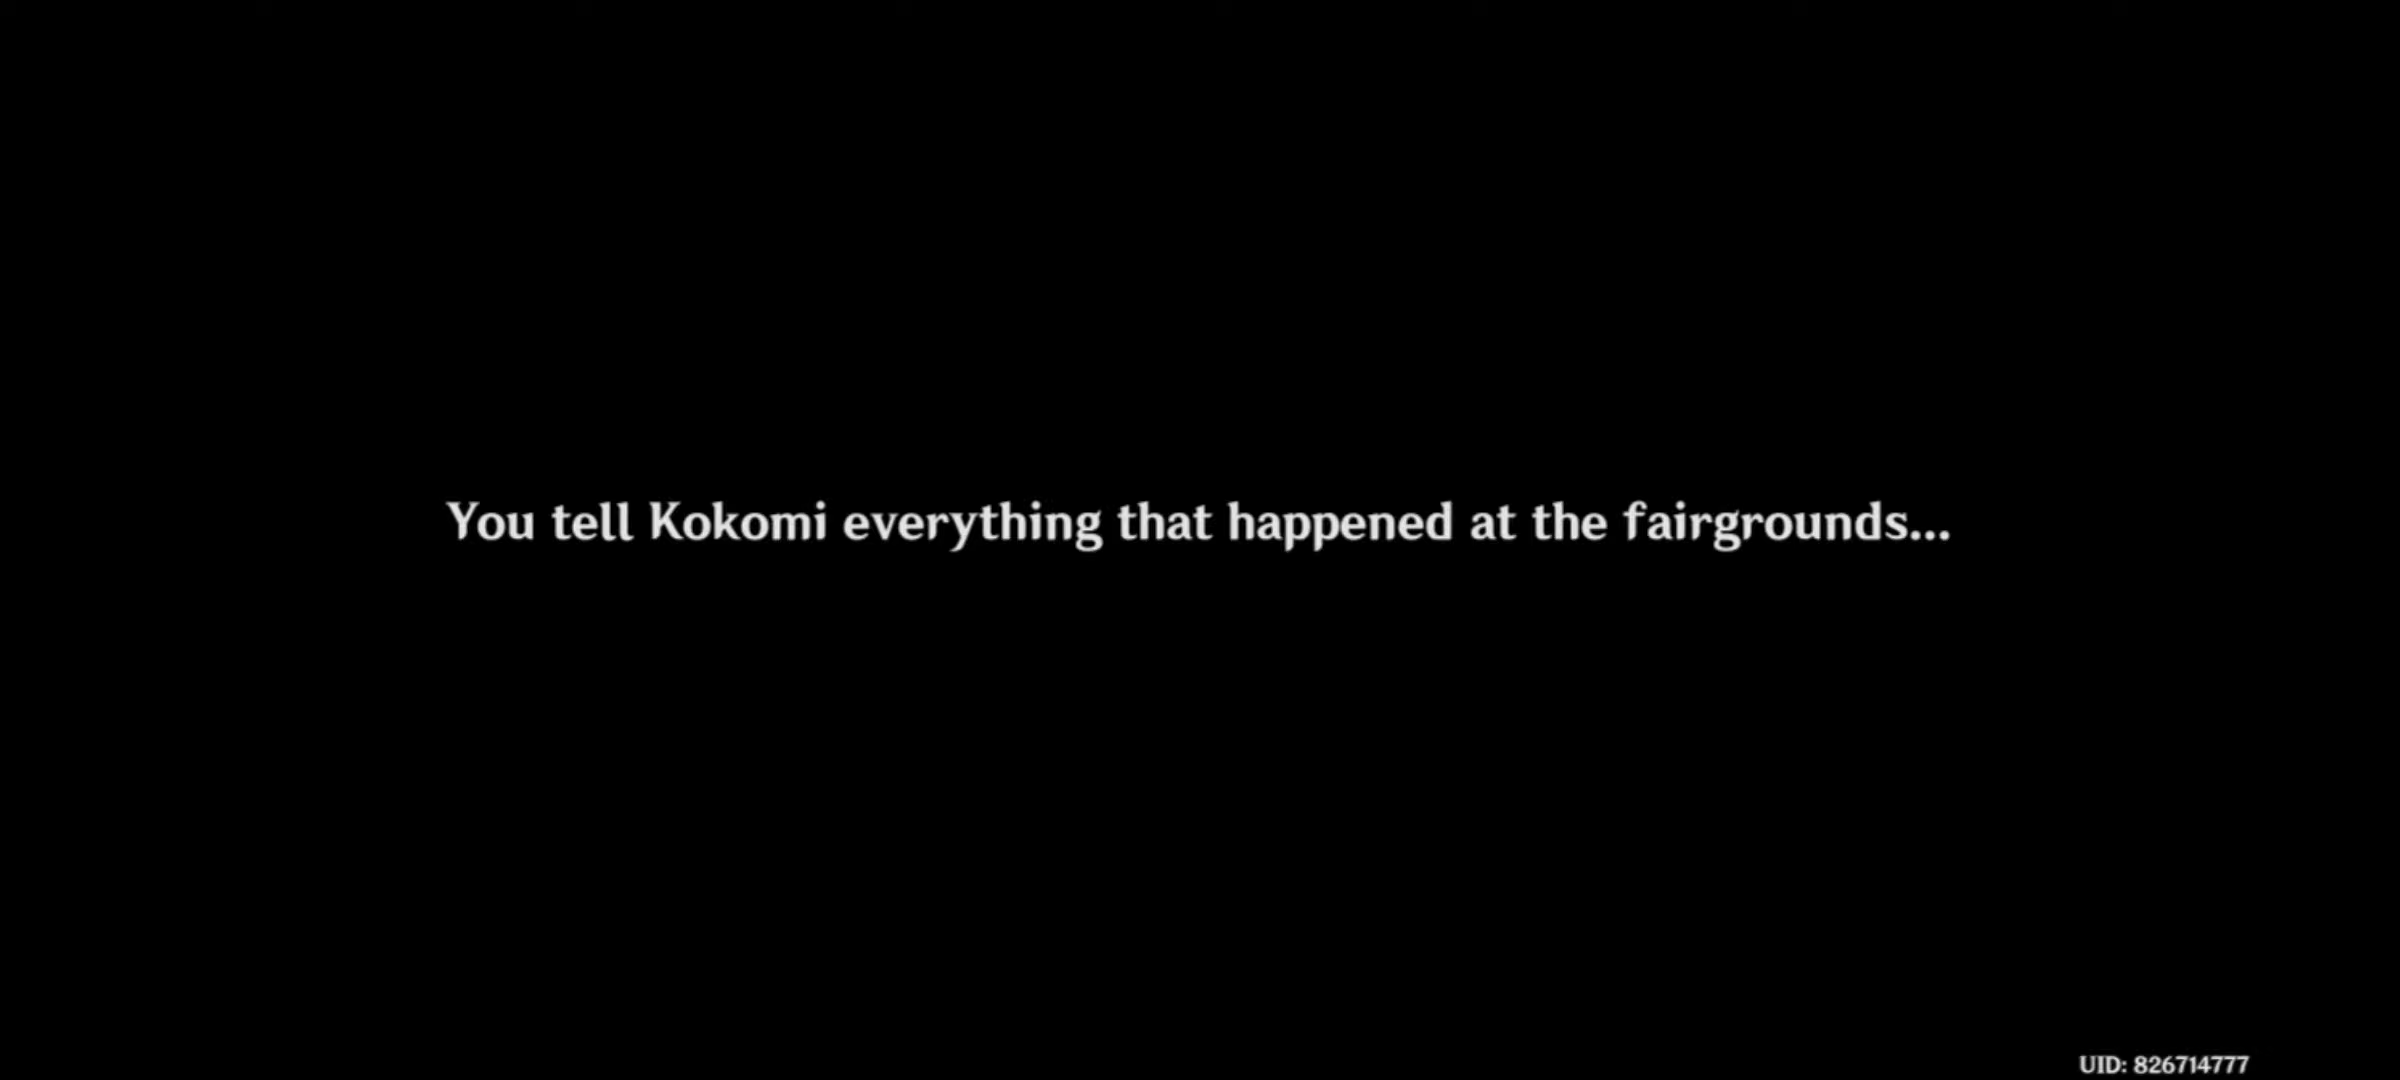 You tell Kokomi everything that happened at the fairgrounds...
UID: 826714777